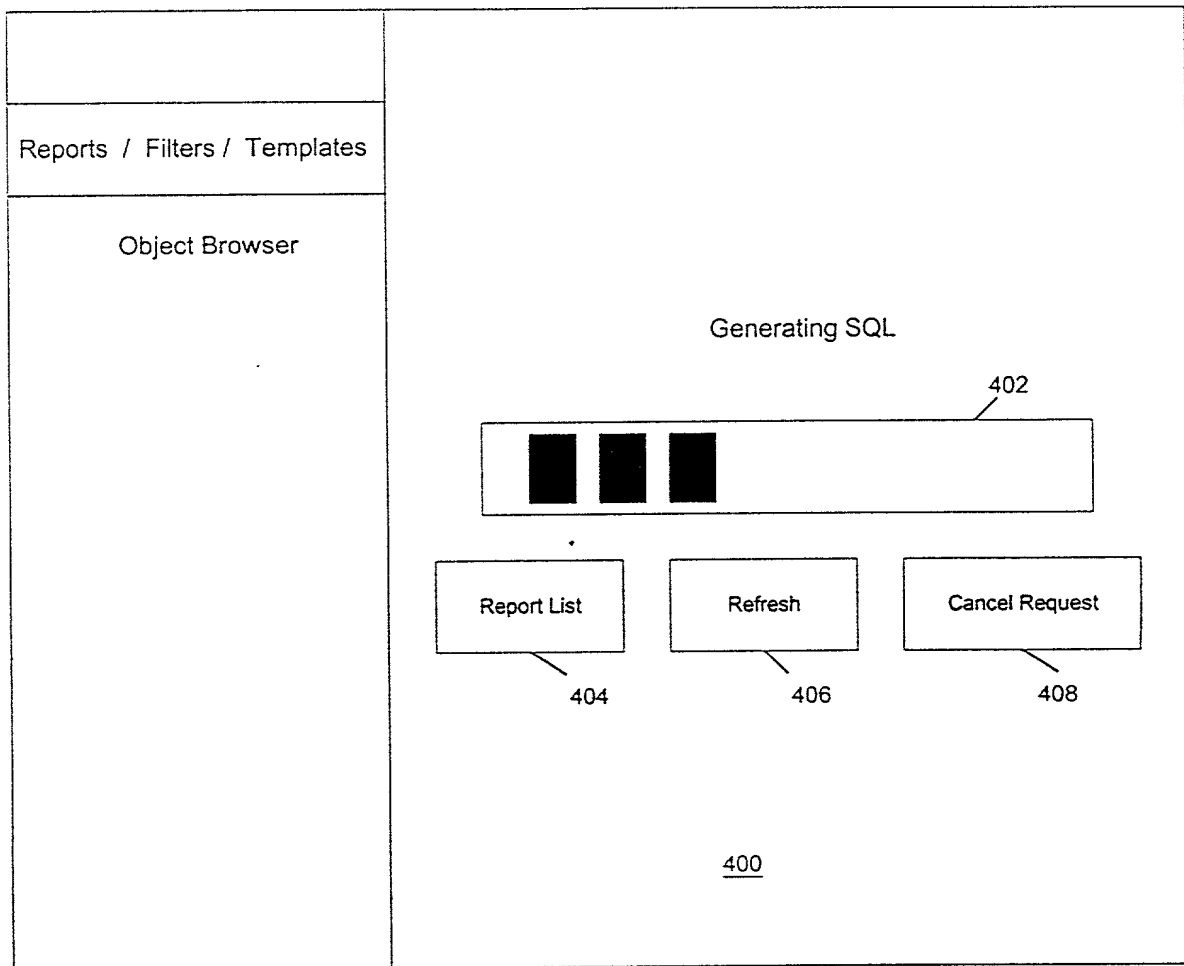 Reports / Filters / Templates
Object Browser
Generating SQL
402
Report List
Refresh
Cancel Request
404
406
408
400